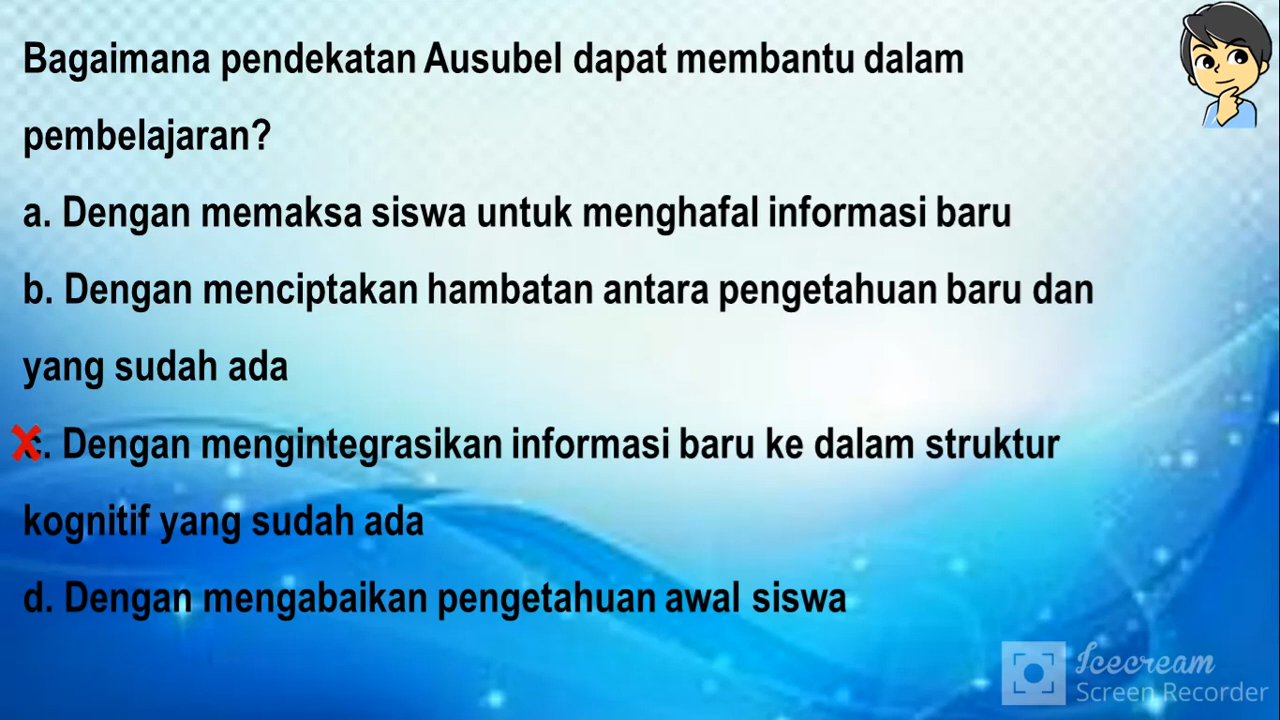 Bagaimana pendekatan Ausubel dapat membantu dalam
pembelajaran?
a. Dengan memaksa siswa untuk menghafal informasi baru
b. Dengan menciptakan hambatan antara pengetahuan baru dan
yang sudah ada
c. Dengan mengintegrasikan informasi baru ke dalam struktur
kognitif yang sudah ada
d. Dengan mengabaikan pengetahuan awal siswa
Icecream
Screen Recorder